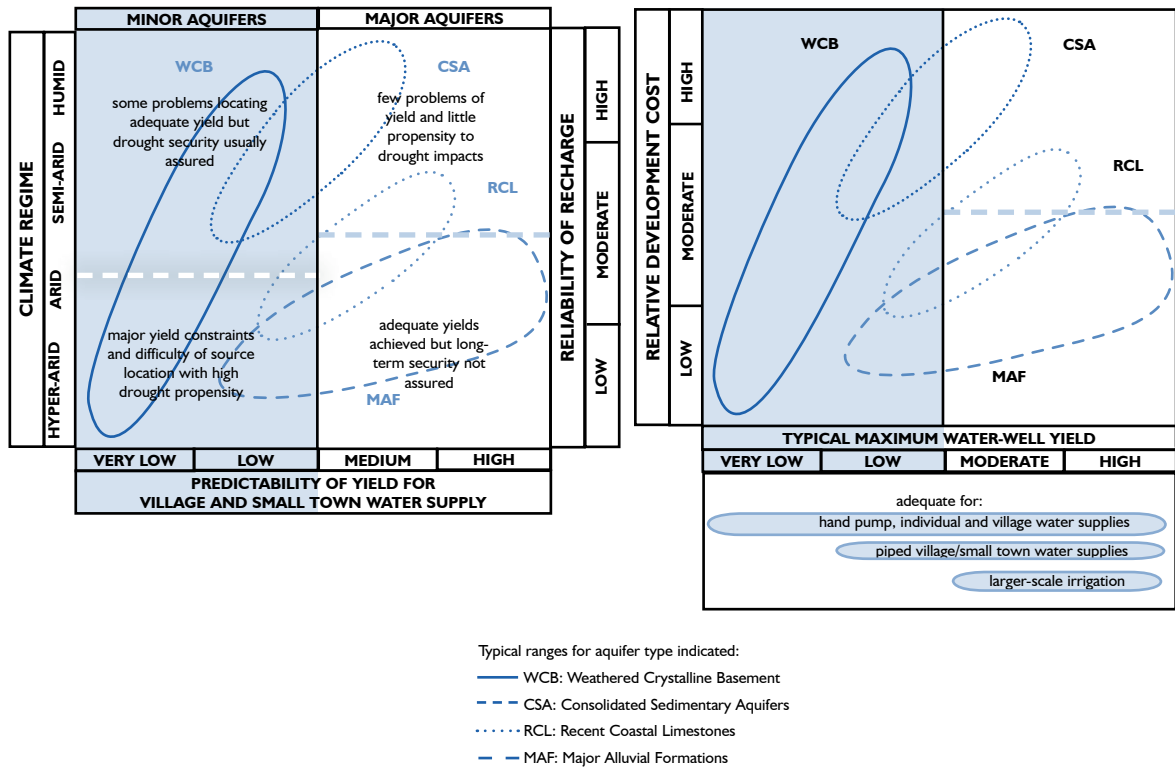 MINOR AQUIFERS
MAJOR AQUIFERS
CLIMATE REGIME
HUMID
SEMI-ARID
ARID
HYPER-ARID
WCB
some problems locating
adequate yield but
drought security usually
assured
CSA
few problems of
yield and little
propensity to
drought impacts
RCL
major yield constraints
and difficulty of source
location with high
drought propensity
adequate yields
achieved but long-
term security not
assured
MAF
RELIABILITY OF RECHARGE
HIGH
MODERATE
LOW
VERY LOW
LOW
MEDIUM
HIGH
PREDICTABILITY OF YIELD FOR
VILLAGE AND SMALL TOWN WATER SUPPLY
RELATIVE DEVELOPMENT COST
HIGH
MODERATE
LOW
WCB
CSA
RCL
MAF
TYPICAL MAXIMUM WATER-WELL YIELD
VERY LOW
LOW
MODERATE
HIGH
adequate for:
hand pump, individual and village water supplies
piped village/small town water supplies
larger-scale irrigation
Typical ranges for aquifer type indicated:
WCB: Weathered Crystalline Basement
CSA: Consolidated Sedimentary Aquifers
RCL: Recent Coastal Limestones
MAF: Major Alluvial Formations